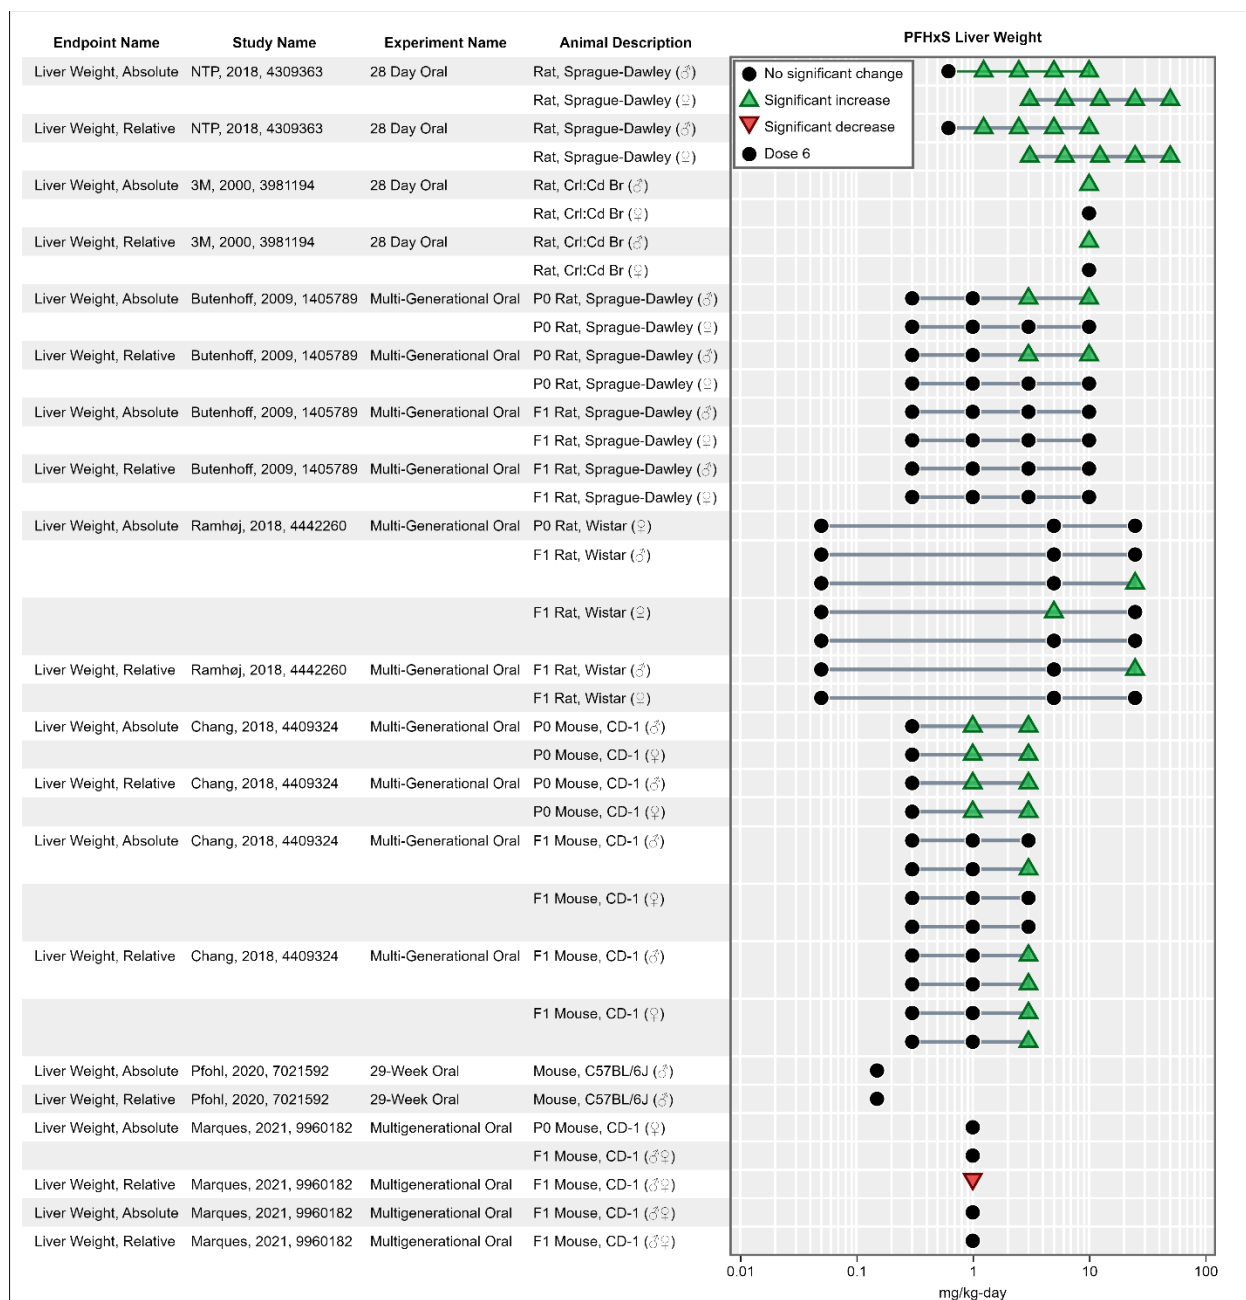 Endpoint Name Study Name Experiment Name Animal Description PFHxS Liver Weight
Liver Weight, Absolute NTP, 2018, 4309363 28 Day Oral Rat, Sprague-Dawley (♂)
Rat, Sprague-Dawley (♀)
Liver Weight, Relative NTP, 2018, 4309363 28 Day Oral Rat, Sprague-Dawley (♂)
Rat, Sprague-Dawley (♀)
Liver Weight, Absolute 3M, 2000, 3981194 28 Day Oral Rat, Crl:Cd Br (♂)
Rat, Crl:Cd Br (♀)
Liver Weight, Relative 3M, 2000, 3981194 28 Day Oral Rat, Crl:Cd Br (♂)
Rat, Crl:Cd Br (♀)
Liver Weight, Absolute Butenhoff, 2009, 1405789 Multi-Generational Oral P0 Rat, Sprague-Dawley (♂)
P0 Rat, Sprague-Dawley (♀)
Liver Weight, Relative Butenhoff, 2009, 1405789 Multi-Generational Oral P0 Rat, Sprague-Dawley (♂)
P0 Rat, Sprague-Dawley (♀)
Liver Weight, Absolute Butenhoff, 2009, 1405789 Multi-Generational Oral F1 Rat, Sprague-Dawley (♂)
F1 Rat, Sprague-Dawley (♀)
Liver Weight, Relative Butenhoff, 2009, 1405789 Multi-Generational Oral F1 Rat, Sprague-Dawley (♂)
F1 Rat, Sprague-Dawley (♀)
Liver Weight, Absolute Ramhøj, 2018, 4442260 Multi-Generational Oral P0 Rat, Wistar (♀)
F1 Rat, Wistar (♂)
F1 Rat, Wistar (♀)
Liver Weight, Relative Ramhøj, 2018, 4442260 Multi-Generational Oral F1 Rat, Wistar (♂)
F1 Rat, Wistar (♀)
Liver Weight, Absolute Chang, 2018, 4409324 Multi-Generational Oral P0 Mouse, CD-1 (♂)
P0 Mouse, CD-1 (♀)
Liver Weight, Relative Chang, 2018, 4409324 Multi-Generational Oral P0 Mouse, CD-1 (♂)
P0 Mouse, CD-1 (♀)
Liver Weight, Absolute Chang, 2018, 4409324 Multi-Generational Oral F1 Mouse, CD-1 (♂)
F1 Mouse, CD-1 (♀)
Liver Weight, Relative Chang, 2018, 4409324 Multi-Generational Oral F1 Mouse, CD-1 (♂)
F1 Mouse, CD-1 (♀)
Liver Weight, Absolute Pfohl, 2020, 7021592 29-Week Oral Mouse, C57BL/6J (♂)
Liver Weight, Relative Pfohl, 2020, 7021592 29-Week Oral Mouse, C57BL/6J (♂)
Liver Weight, Absolute Marques, 2021, 9960182 Multigenerational Oral P0 Mouse, CD-1 (♀)
F1 Mouse, CD-1 (♂♀)
Liver Weight, Relative Marques, 2021, 9960182 Multigenerational Oral F1 Mouse, CD-1 (♂♀)
Liver Weight, Absolute Marques, 2021, 9960182 Multigenerational Oral F1 Mouse, CD-1 (♂♀)
Liver Weight, Relative Marques, 2021, 9960182 Multigenerational Oral F1 Mouse, CD-1 (♂♀)
No significant change
Significant increase
Significant decrease
Dose 6
0.01 0.1 1 10 100
mg/kg-day